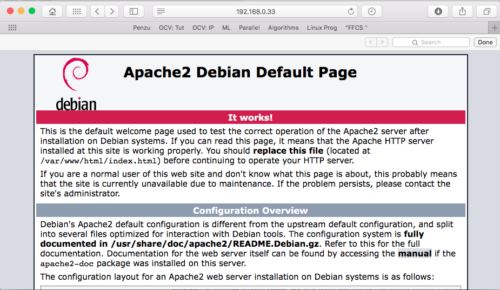 192.168.0.33
Penzu OCV: Tut OCV: IP ML Parallel Algorithms Linux Prog "FFCS "
Search Done
Apache2 Debian Default Page
debian
It works!
This is the default welcome page used to test the correct operation of the Apache2 server after
installation on Debian systems. If you can read this page, it means that the Apache HTTP server
installed at this site is working properly. You should replace this file (located at
/var/www/html/index.html) before continuing to operate your HTTP server.
If you are a normal user of this web site and don't know what this page is about, this probably means
that the site is currently unavailable due to maintenance. If the problem persists, please contact the
site's administrator.
Configuration Overview
Debian's Apache2 default configuration is different from the upstream default configuration, and split
into several files optimized for interaction with Debian tools. The configuration system is fully
documented in /usr/share/doc/apache2/README.Debian.gz. Refer to this for the full
documentation. Documentation for the web server itself can be found by accessing the manual if the
apache2-doc package was installed on this server.
The configuration layout for an Apache2 web server installation on Debian systems is as follows: